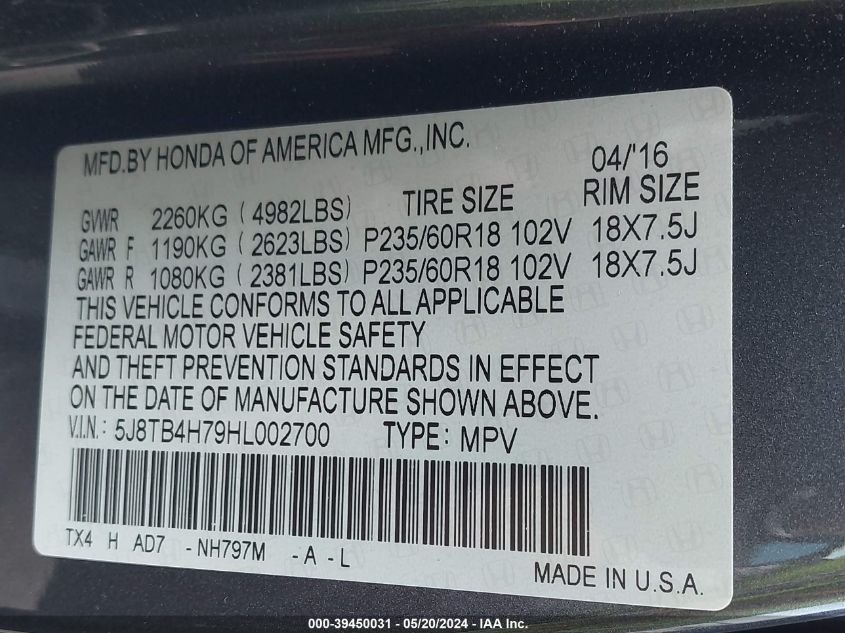 MFD.BY HONDA OF AMERICA MFG.,INC.
04/'16
GVWR 2260KG ( 4982LBS) TIRE SIZE RIM SIZE
GAWR F 1190KG ( 2623LBS) P235/60R18 102V 18X7.5J
GAWR R 1080KG ( 2381LBS) P235/60R18 102V 18X7.5J
THIS VEHICLE CONFORMS TO ALL APPLICABLE
FEDERAL MOTOR VEHICLE SAFETY
AND THEFT PREVENTION STANDARDS IN EFFECT
ON THE DATE OF MANUFACTURE SHOWN ABOVE.
V.I.N.: 5J8TB4H79HL002700 TYPE: MPV
TX4 H AD7 -NH797M -A -L
MADE IN U.S.A.
000-39450031 - 05/20/2024 - IAA Inc.